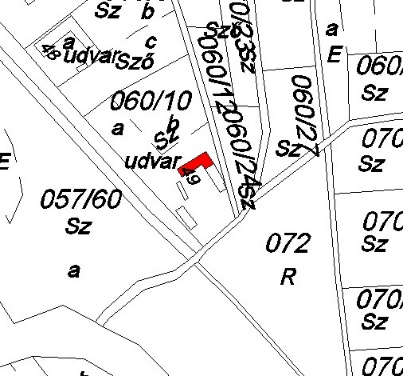 Sz
b
a
c
48
udvar
Sző
Sző
060/23
Sz
a
E
060/
Sz
060/10
a
b
Sz
060/12
060/24
Sz
060/27
Sz
070
Sz
udvar
49
E
057/60
Sz
a
072
R
070
Sz
070/
Sz
070